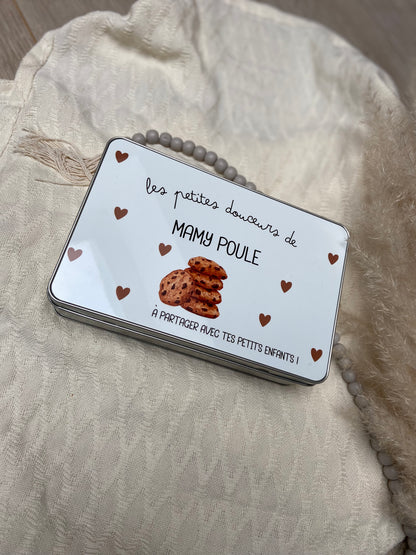 les petites douceurs de
MAMY POULE
À PARTAGER AVEC TES PETITS ENFANTS !